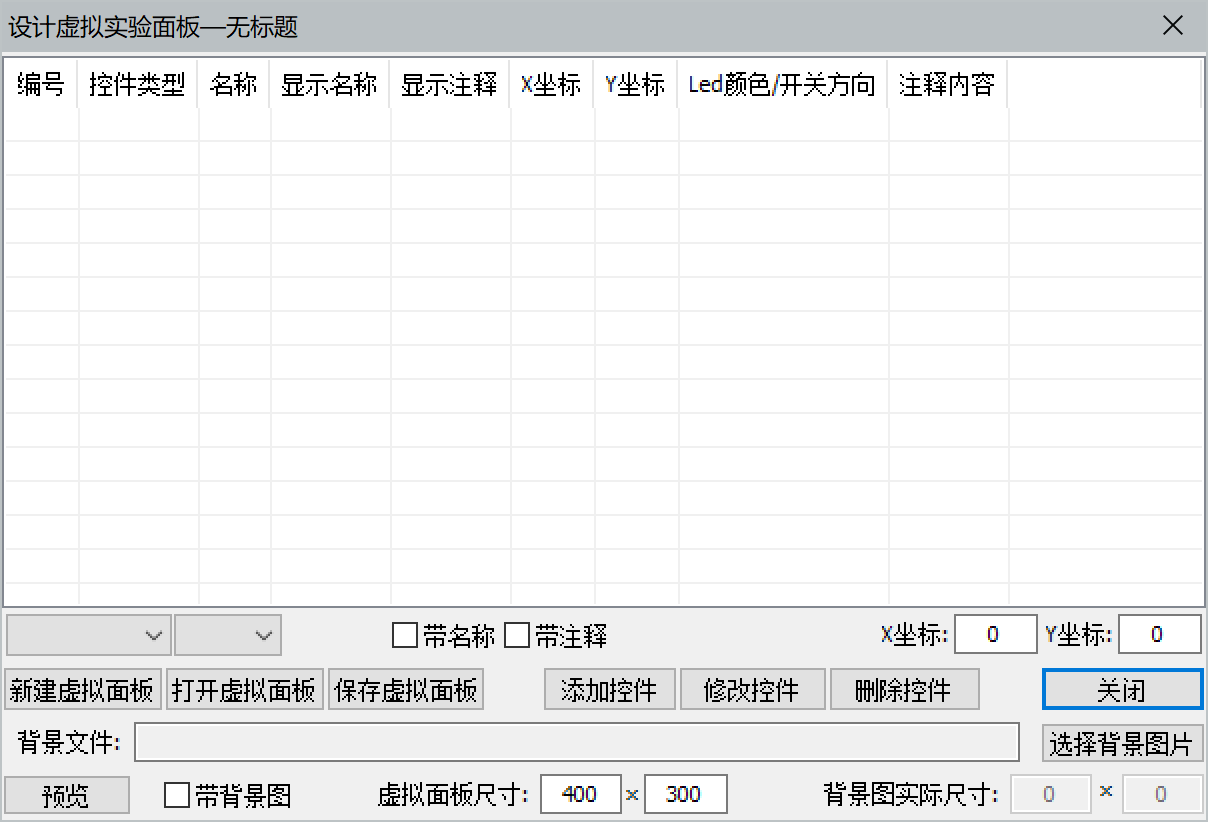 设计虚拟实验面板—无标题
编号 控件类型 名称 显示名称 显示注释 X坐标 Y坐标 Led颜色/开关方向 注释内容
带名称 带注释 X坐标: 0 Y坐标: 0
新建虚拟面板 打开虚拟面板 保存虚拟面板 添加控件 修改控件 删除控件 关闭
背景文件: 选择背景图片
预览 带背景图 虚拟面板尺寸: 400 × 300 背景图实际尺寸: 0 × 0